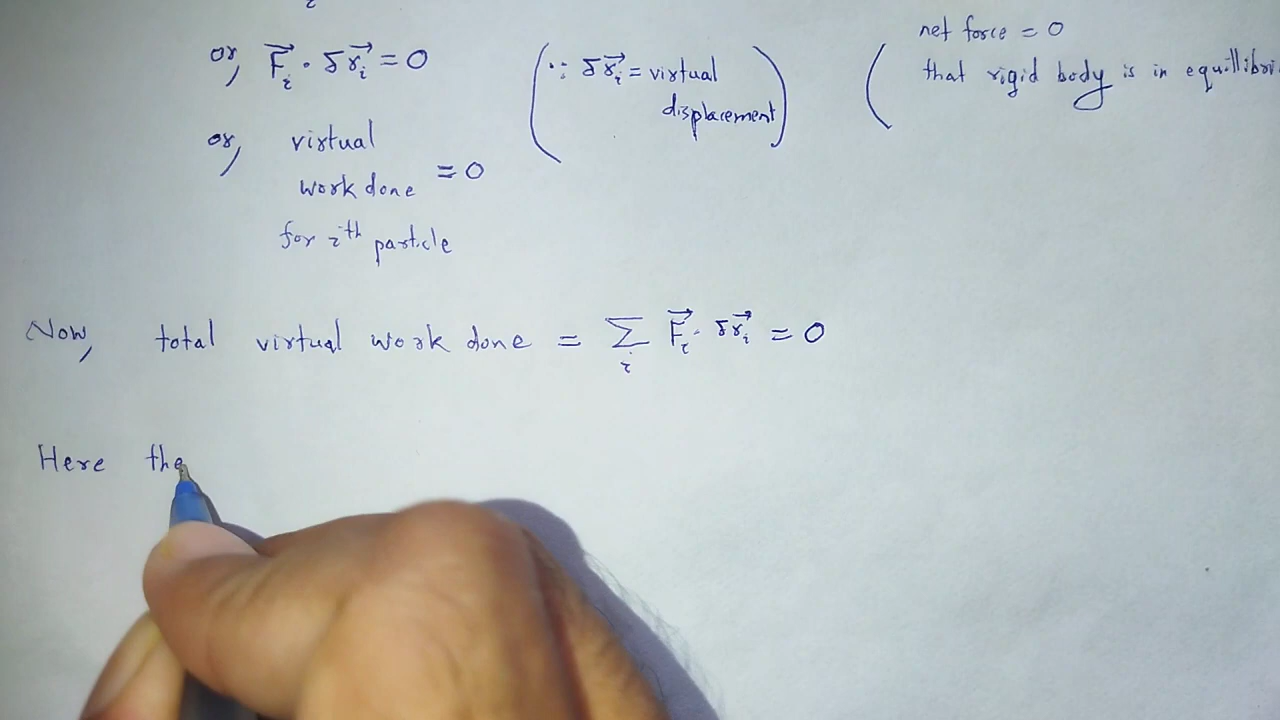 or, F⃗ᵢ · δr⃗ᵢ = 0 (∵ δr⃗ᵢ = virtual displacement)
( net force = 0
that rigid body is in equillibri
or, virtual
work done = 0
for iᵗʰ particle
Now, total virtual work done = ∑ᵢ F⃗ᵢ · δr⃗ᵢ = 0
Here the